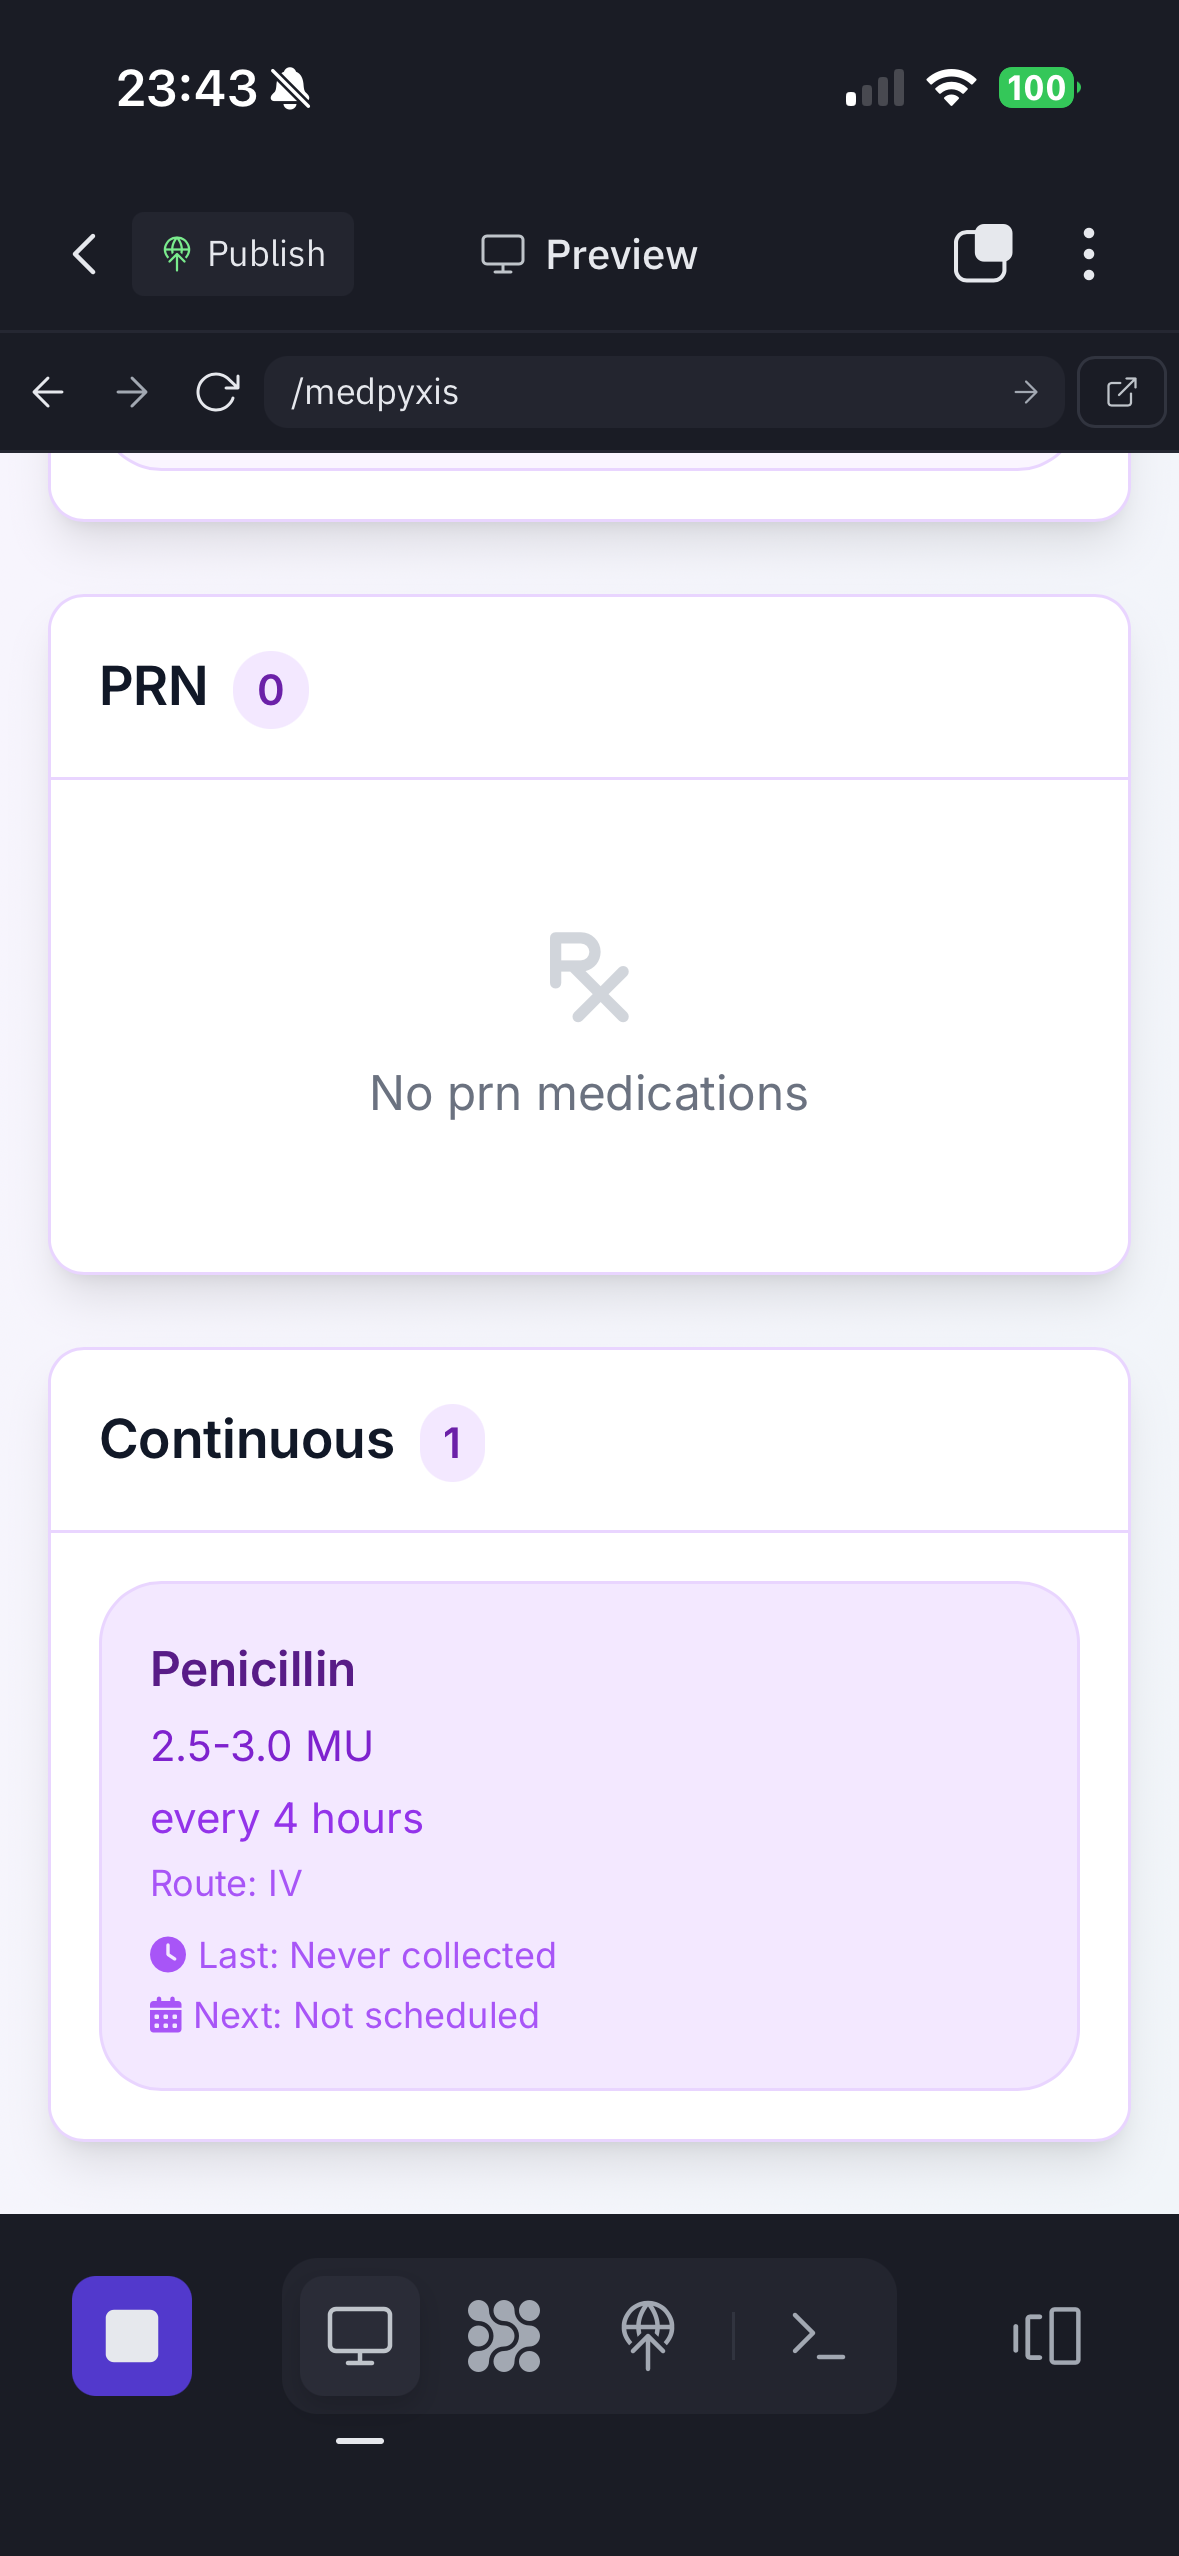 23:43
100
Publish
Preview
/medpyxis
PRN 0
No prn medications
Continuous 1
Penicillin
2.5-3.0 MU
every 4 hours
Route: IV
Last: Never collected
Next: Not scheduled